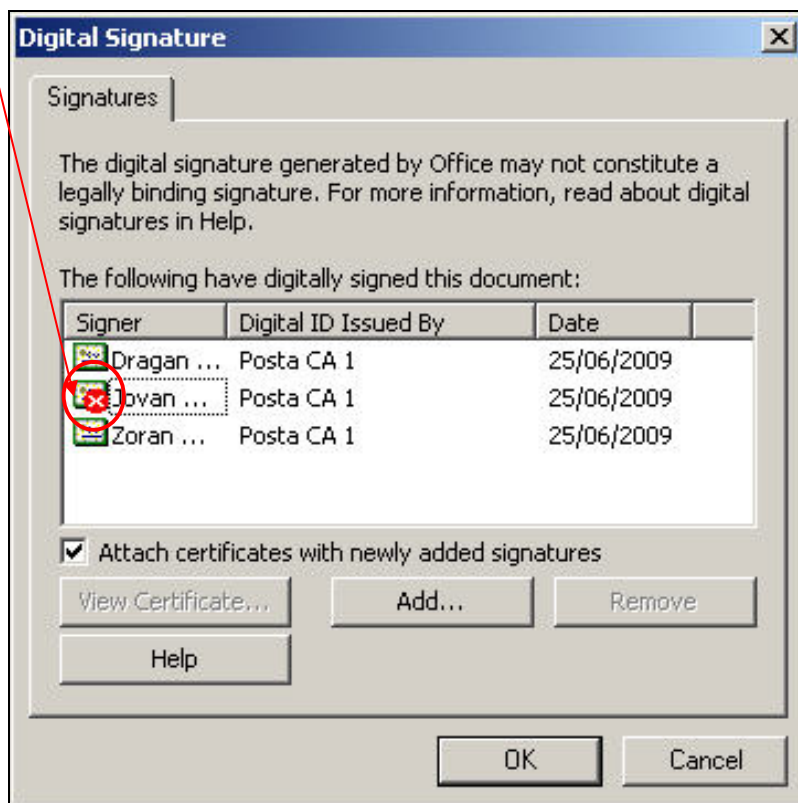 Digital Signature
Signatures
The digital signature generated by Office may not constitute a
legally binding signature. For more information, read about digital
signatures in Help.
The following have digitally signed this document:
Signer Digital ID Issued By Date
Dragan ... Posta CA 1 25/06/2009
Jovan ... Posta CA 1 25/06/2009
Zoran ... Posta CA 1 25/06/2009
Attach certificates with newly added signatures
View Certificate... Add... Remove
Help
OK Cancel